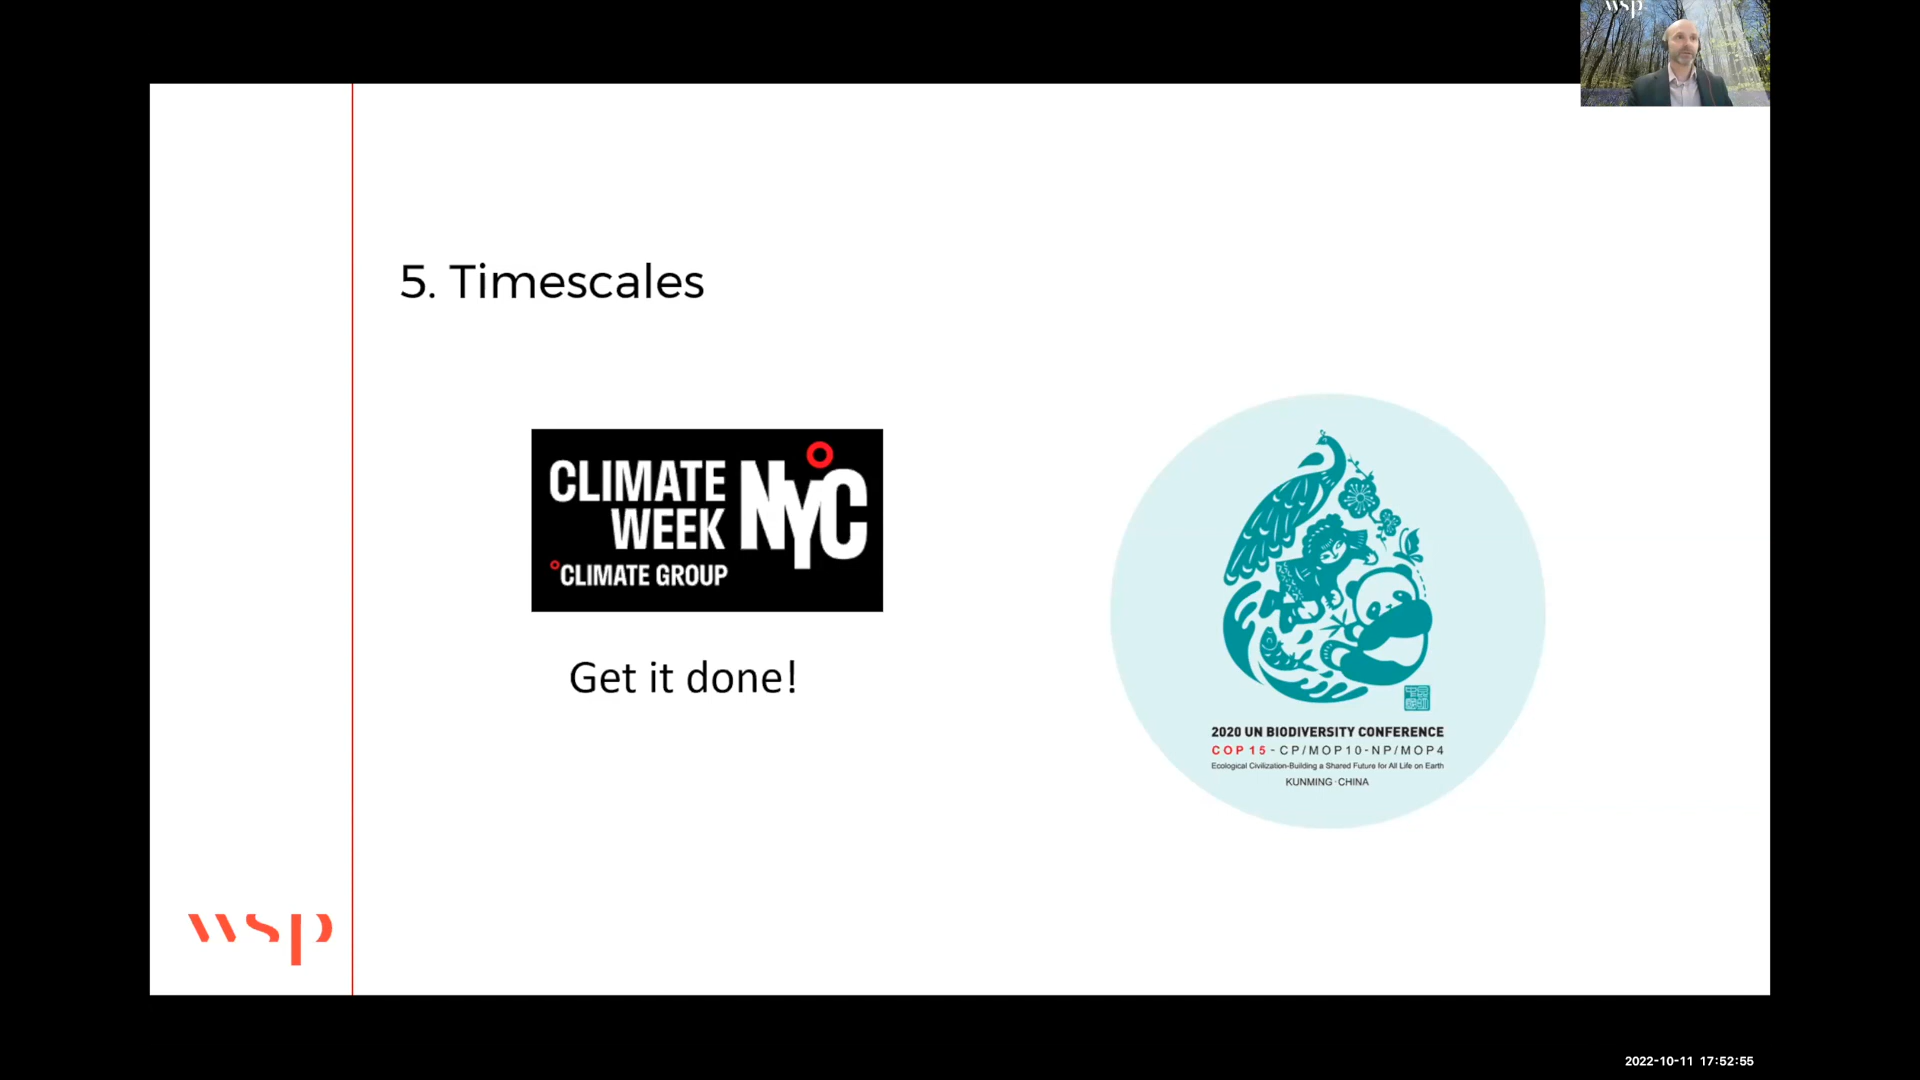 wsp
5. Timescales
CLIMATE
WEEK
NYC
°CLIMATE GROUP
Get it done!
2020 UN BIODIVERSITY CONFERENCE
COP 15 - CP/MOP10-NP/MOP4
Ecological Civilization-Building a Shared Future for All Life on Earth
KUNMING·CHINA
wsp
2022-10-11 17:52:55